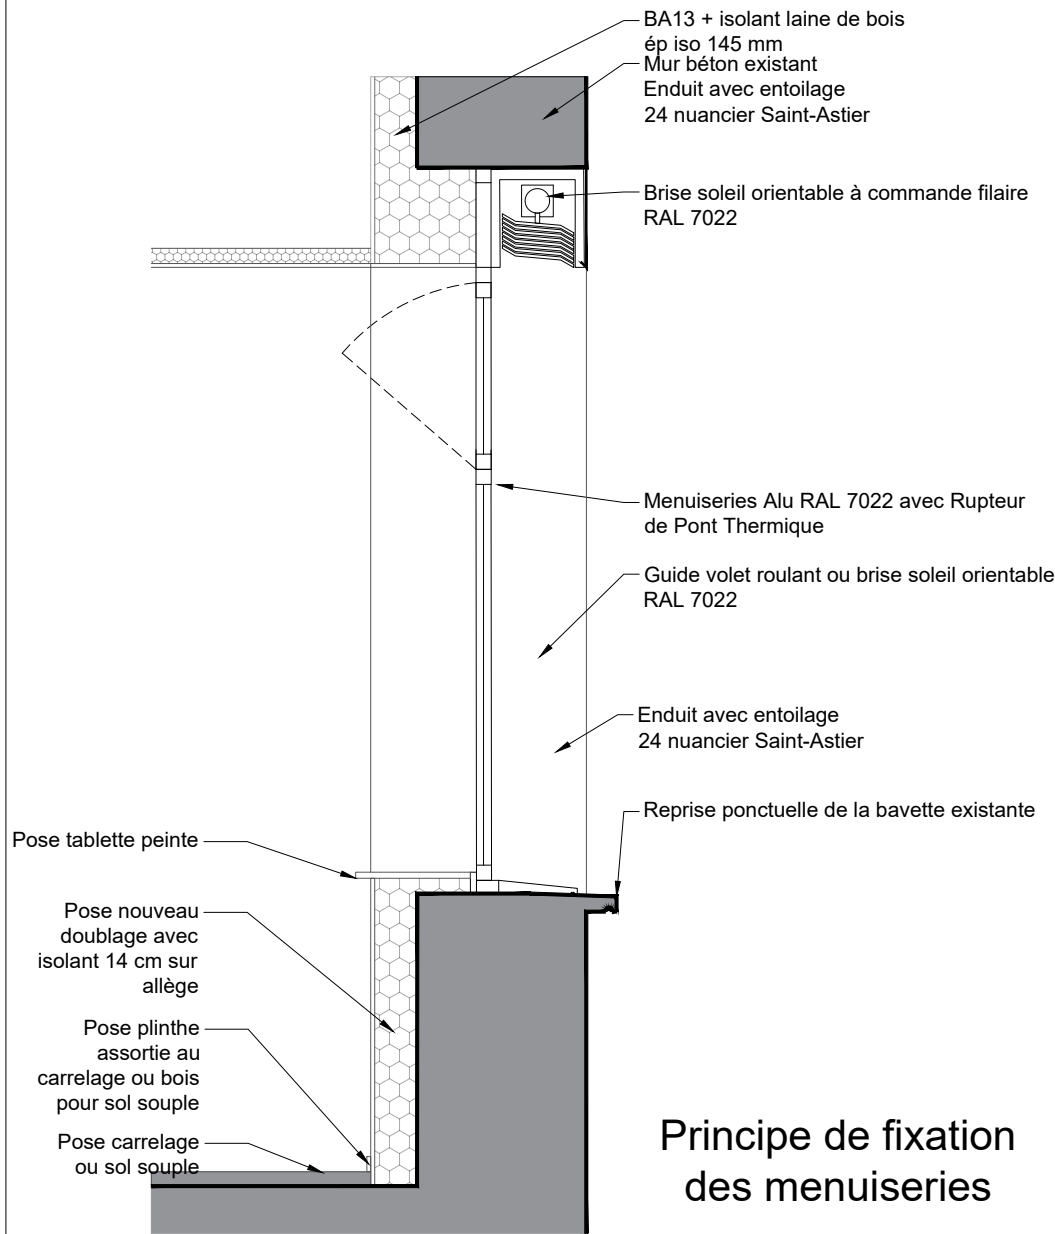 BA13 + isolant laine de bois
ép iso 145 mm
Mur béton existant
Enduit avec entoilage
24 nuancier Saint-Astier
Brise soleil orientable à commande filaire
RAL 7022
Menuiseries Alu RAL 7022 avec Rupteur
de Pont Thermique
Guide volet roulant ou brise soleil orientable
RAL 7022
Enduit avec entoilage
24 nuancier Saint-Astier
Reprise ponctuelle de la bavette existante
Pose tablette peinte
Pose nouveau
doublage avec
isolant 14 cm sur
allège
Pose plinthe
assortie au
carrelage ou bois
pour sol souple
Pose carrelage
ou sol souple
Principe de fixation
des menuiseries